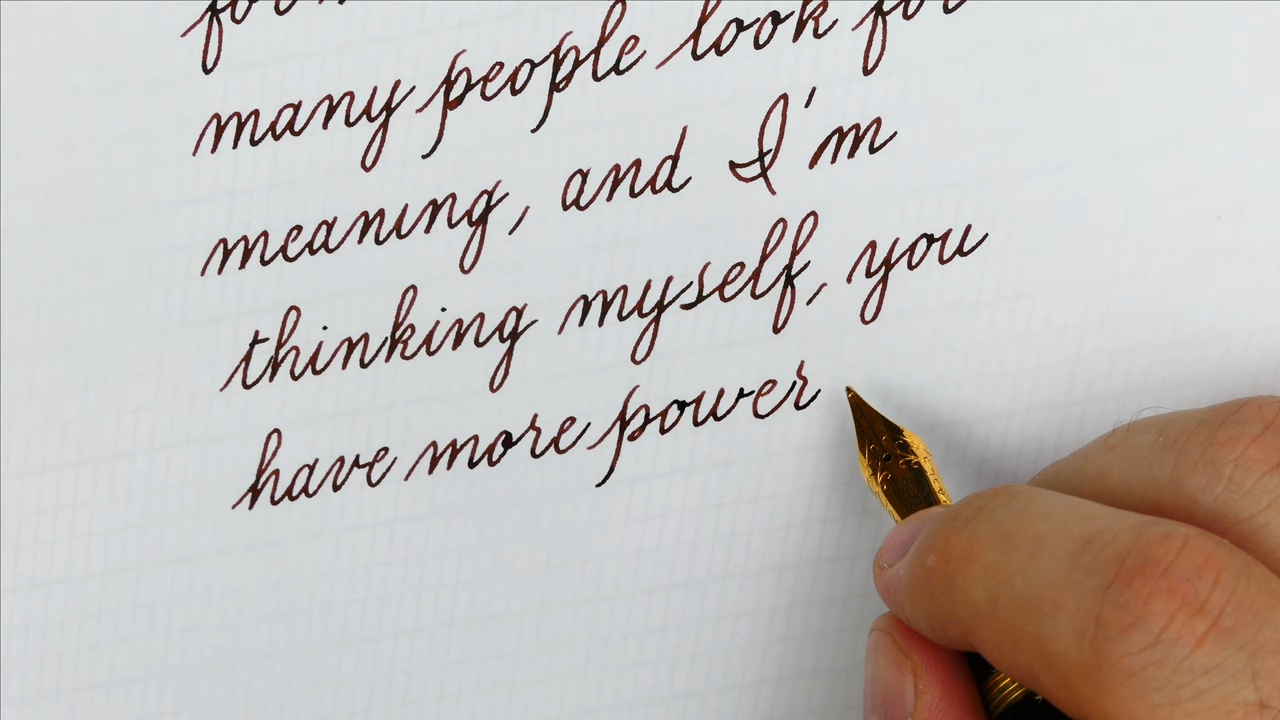 many people look for
meaning, and I'm
thinking myself, you
have more power